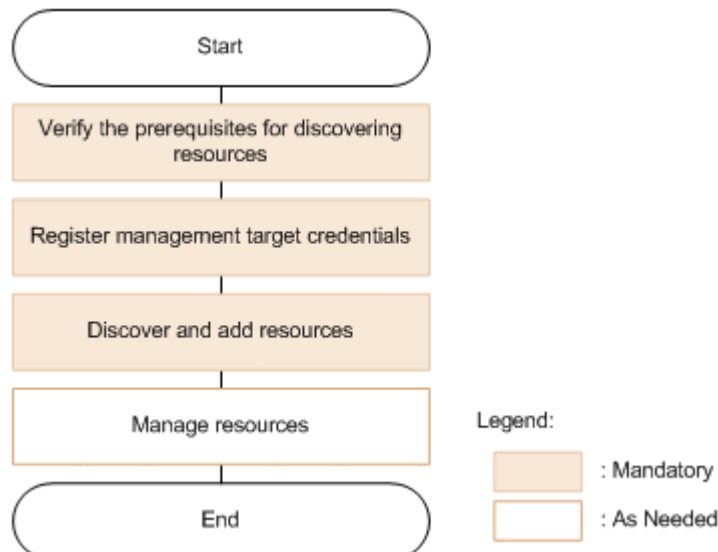 Start
Verify the prerequisites for discovering
resources
Register management target credentials
Discover and add resources
Manage resources
End
Legend:
: Mandatory
: As Needed